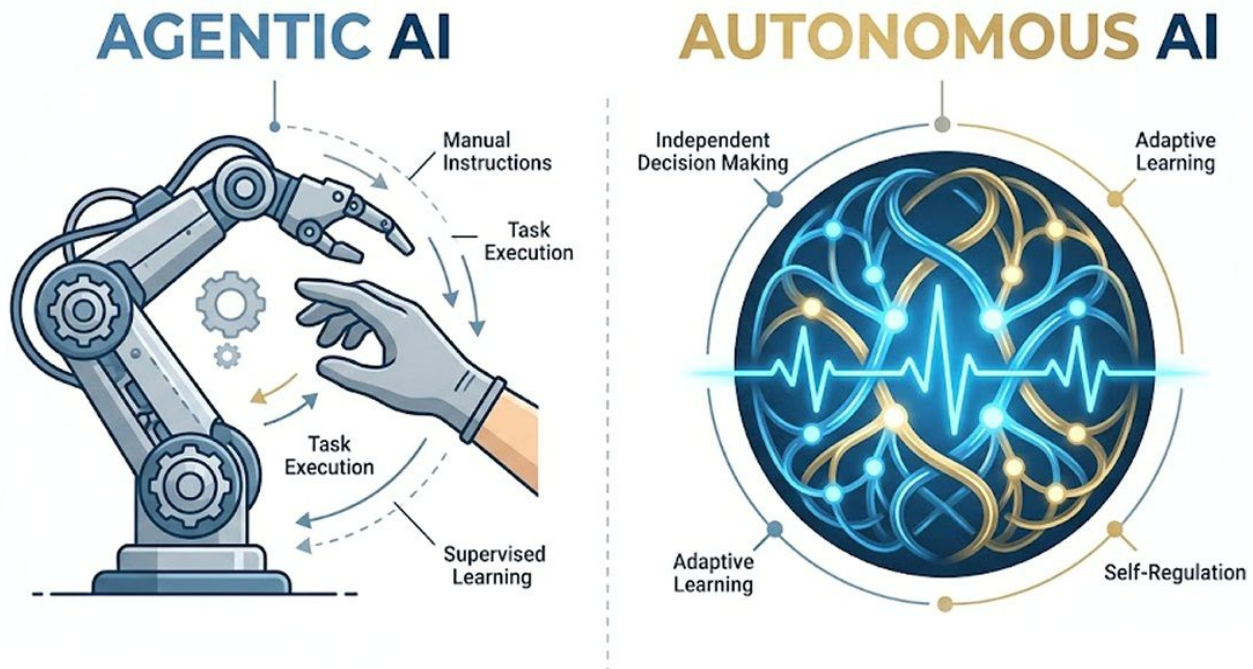 AGENTIC AI
Manual
Instructions
Task
Execution
Task
Execution
Supervised
Learning
AUTONOMOUS AI
Independent
Decision Making
Adaptive
Learning
Adaptive
Learning
Self-Regulation